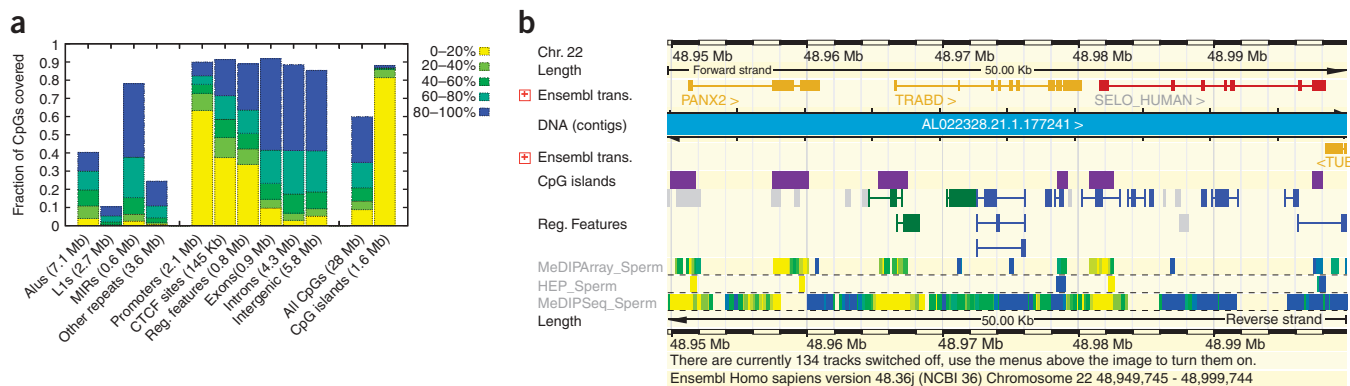 a
Fraction of CpGs covered
1
0.9
0.8
0.7
0.6
0.5
0.4
0.3
0.2
0.1
0
0–20%
20–40%
40–60%
60–80%
80–100%
Alus (7.1 Mb)
L1s (2.7 Mb)
MIRs (0.6 Mb)
Other repeats (3.6 Mb)
Promoters (2.1 Mb)
CTCF sites (145 Kb)
Reg. features (0.8 Mb)
Exons(0.9 Mb)
Introns (4.3 Mb)
Intergenic (5.8 Mb)
All CpGs (28 Mb)
CpG islands (1.6 Mb)
b
Chr. 22
48.95 Mb 48.96 Mb 48.97 Mb 48.98 Mb 48.99 Mb
Length
Forward strand 50.00 Kb
Ensembl trans.
PANX2 > TRABD > SELO_HUMAN >
DNA (contigs)
AL022328.21.1.177241 >
Ensembl trans.
<TUE
CpG islands
Reg. Features
MeDIPArray_Sperm
HEP_Sperm
MeDIPSeq_Sperm
Length
50.00 Kb Reverse strand
48.95 Mb 48.96 Mb 48.97 Mb 48.98 Mb 48.99 Mb
There are currently 134 tracks switched off, use the menus above the image to turn them on.
Ensembl Homo sapiens version 48.36j (NCBI 36) Chromosome 22 48,949,745 - 48,999,744